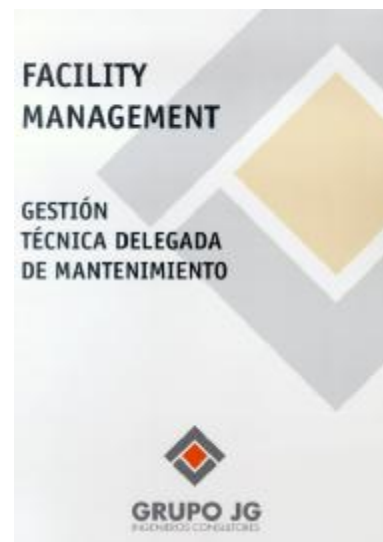 FACILITY
MANAGEMENT
GESTIÓN
TÉCNICA DELEGADA
DE MANTENIMIENTO
GRUPO JG
INGENIEROS CONSULTORES